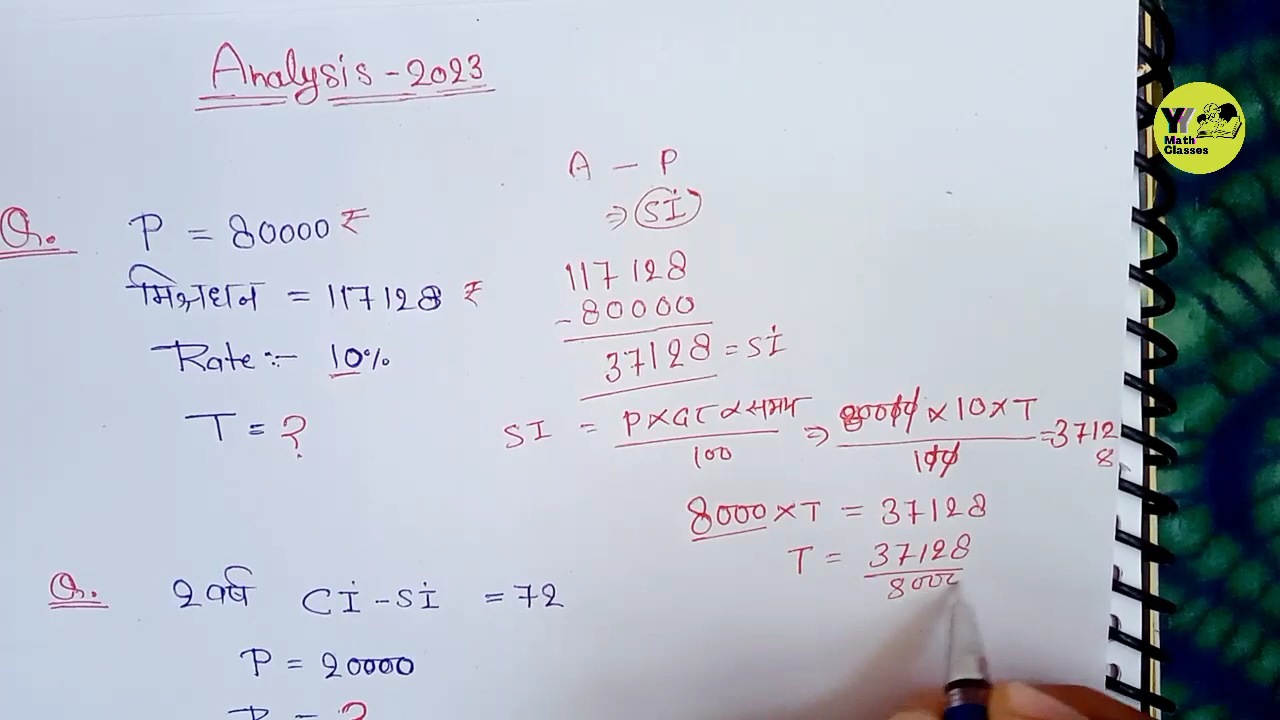 Analysis - 2023
YY
Math
Classes
Q. P = 80000 ₹
मिश्रधन = 117128 ₹
Rate :- 10%
T = ?
A - P
⇒ SI
117128
- 80000
37128 = SI
SI = P × दर × समय / 100 ⇒ 80000 × 10 × T / 100 = 37128
8000 × T = 37128
T = 37128 / 8000
Q. 2 वर्ष CI - SI = 72
P = 20000
= ?